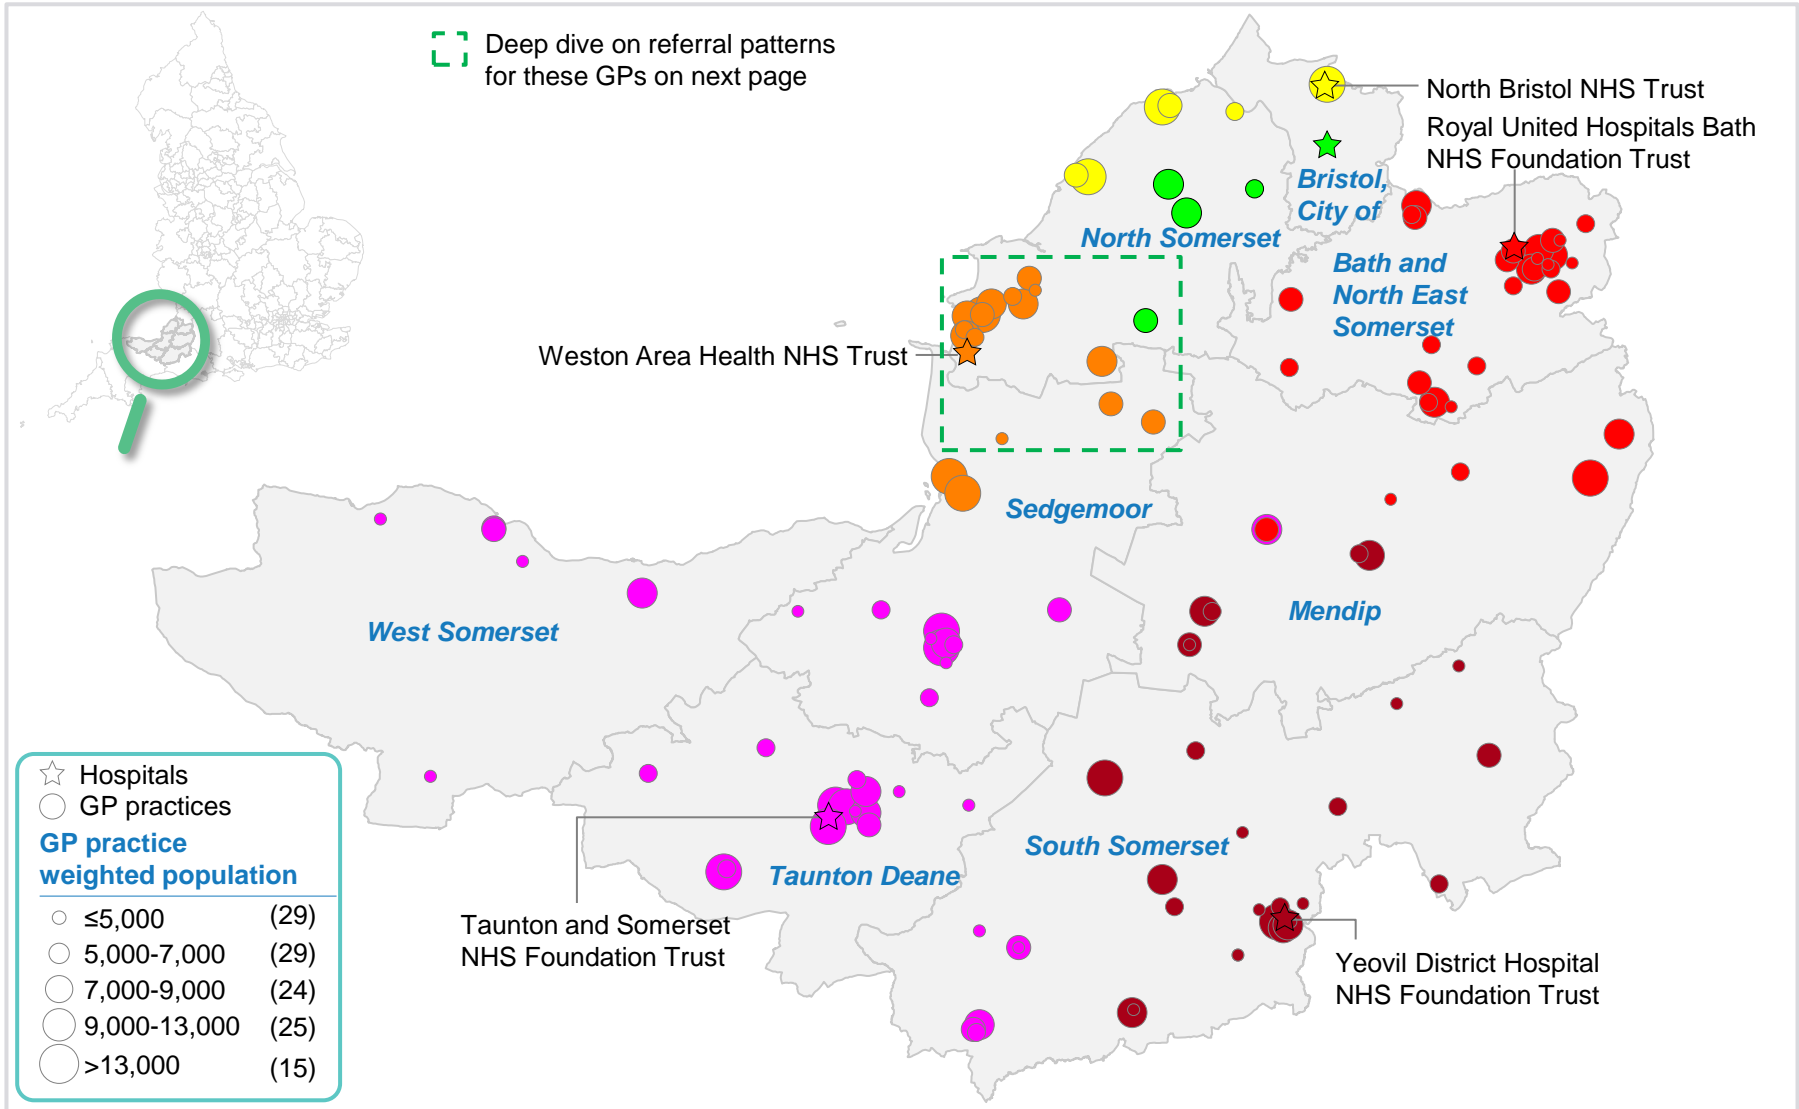 Deep dive on referral patterns
for these GPs on next page
North Bristol NHS Trust
Royal United Hospitals Bath
NHS Foundation Trust
Bristol,
City of
North Somerset
Bath and
North East
Somerset
Weston Area Health NHS Trust
Sedgemoor
West Somerset
Mendip
Hospitals
GP practices
GP practice
weighted population
≤5,000 (29)
5,000-7,000 (29)
7,000-9,000 (24)
9,000-13,000 (25)
>13,000 (15)
South Somerset
Taunton Deane
Taunton and Somerset
NHS Foundation Trust
Yeovil District Hospital
NHS Foundation Trust